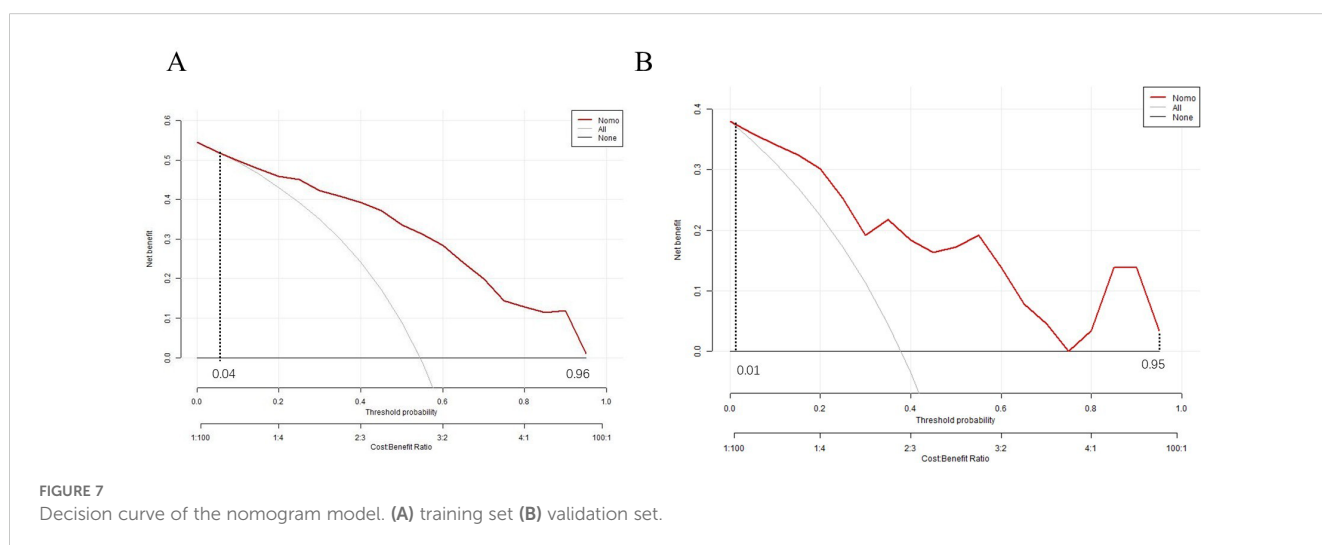 A
B
Nomo
All
None
Net benefit
0.6
0.5
0.4
0.3
0.2
0.1
0.0
0.04
0.96
0.0 0.2 0.4 0.6 0.8 1.0
Threshold probability
1:100 1:4 2:3 3:2 4:1 100:1
Cost:Benefit Ratio
Nomo
All
None
Net benefit
0.4
0.3
0.2
0.1
0.0
0.01
0.95
0.0 0.2 0.4 0.6 0.8 1.0
Threshold probability
1:100 1:4 2:3 3:2 4:1 100:1
Cost:Benefit Ratio
FIGURE 7
Decision curve of the nomogram model. (A) training set (B) validation set.